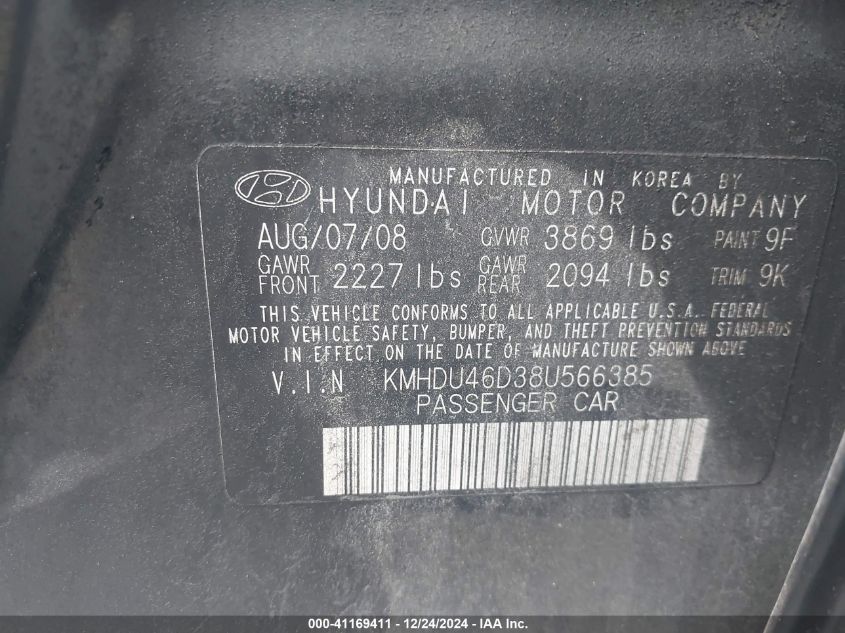 MANUFACTURED IN KOREA BY
HYUNDAI MOTOR COMPANY
AUG/07/08 GVWR 3869 lbs PAINT 9F
GAWR FRONT 2227 lbs GAWR REAR 2094 lbs TRIM 9K
THIS VEHICLE CONFORMS TO ALL APPLICABLE U.S.A. FEDERAL
MOTOR VEHICLE SAFETY, BUMPER, AND THEFT PREVENTION STANDARDS
IN EFFECT ON THE DATE OF MANUFACTURE SHOWN ABOVE
V.I.N KMHDU46D38U566385
PASSENGER CAR
000-41169411 - 12/24/2024 - IAA Inc.